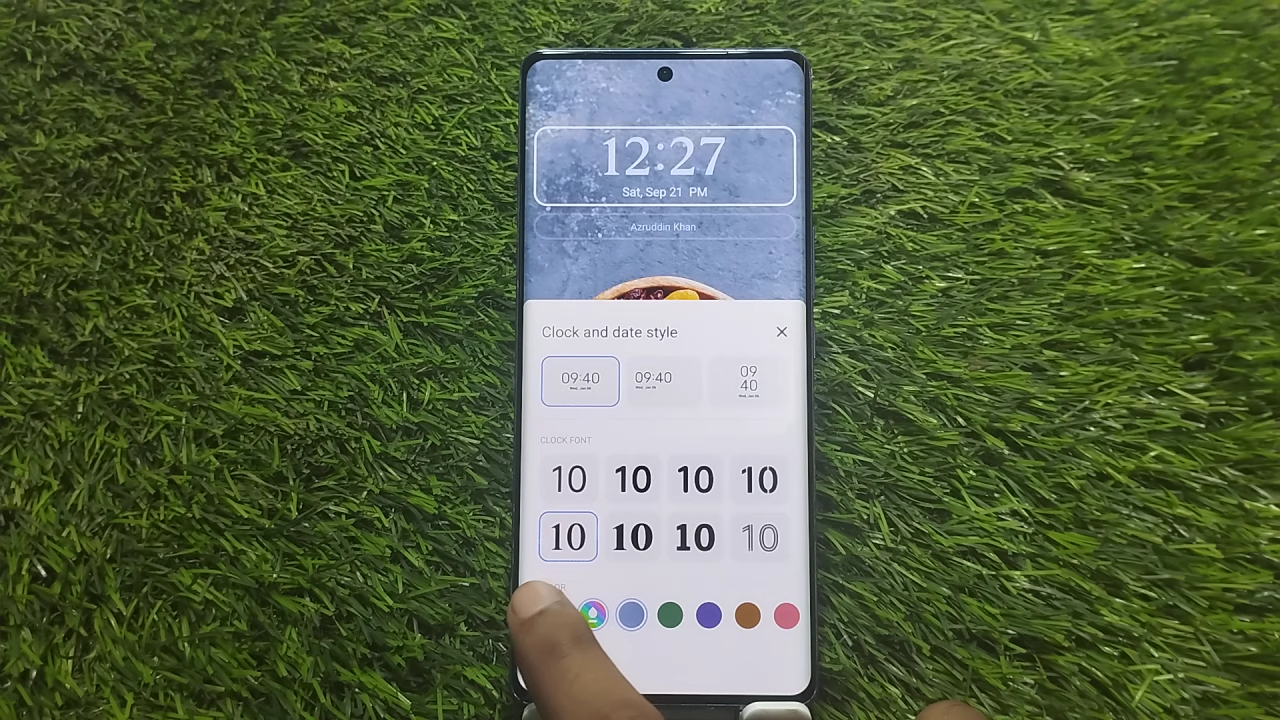 12:27
Sat, Sep 21 PM
Azruddin Khan
Clock and date style
09:40 09:40 09
40
CLOCK FONT
10 10 10 10
10 10 10 10